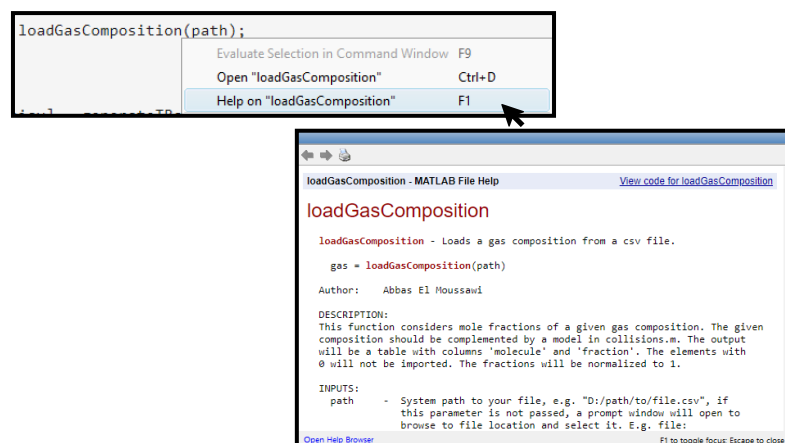 loadGasComposition(path);
Evaluate Selection in Command Window F9
Open "loadGasComposition" Ctrl+D
Help on "loadGasComposition" F1
loadGasComposition - MATLAB File Help View code for loadGasComposition
loadGasComposition
loadGasComposition - Loads a gas composition from a csv file.
gas = loadGasComposition(path)
Author: Abbas El Moussawi
DESCRIPTION:
This function considers mole fractions of a given gas composition. The given
composition should be complemented by a model in collisions.m. The output
will be a table with columns 'molecule' and 'fraction'. The elements with
0 will not be imported. The fractions will be normalized to 1.
INPUTS:
path - System path to your file, e.g. "D:/path/to/file.csv", if
this parameter is not passed, a prompt window will open to
browse to file location and select it. E.g. file:
Open Help Browser F1 to toggle focus; Escape to close